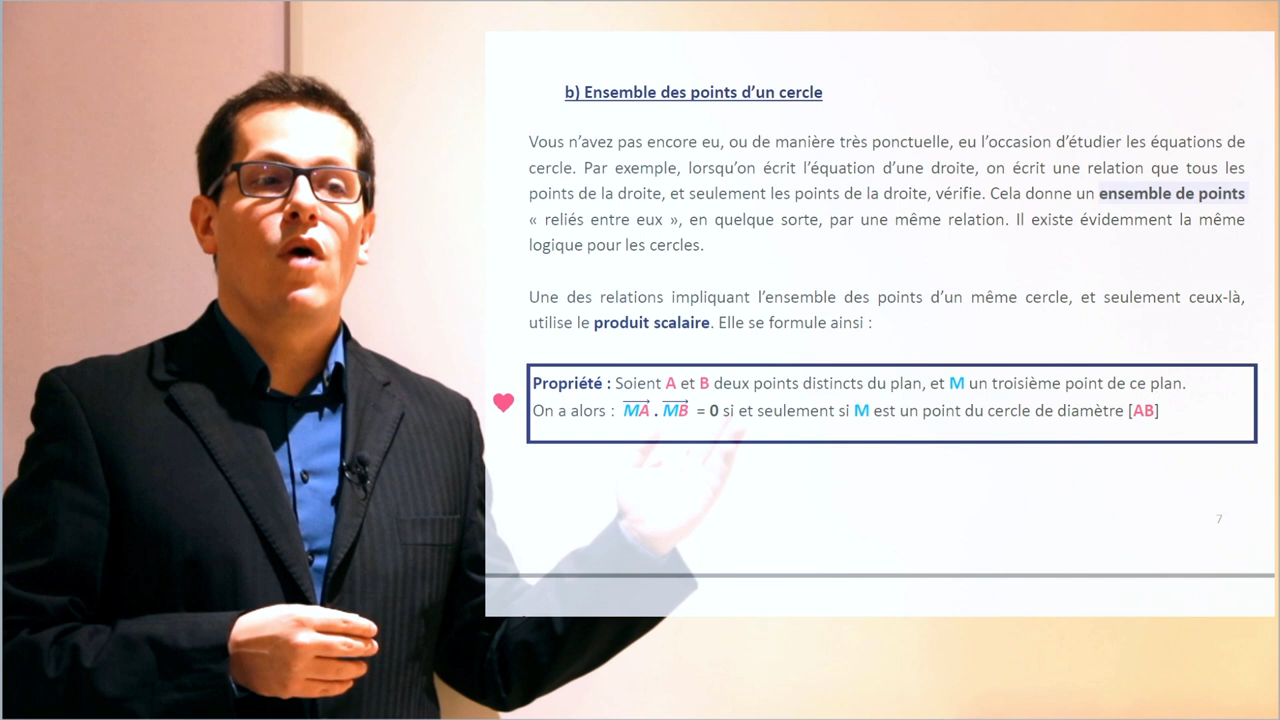 b) Ensemble des points d’un cercle
Vous n’avez pas encore eu, ou de manière très ponctuelle, eu l’occasion d’étudier les équations de
cercle. Par exemple, lorsqu’on écrit l’équation d’une droite, on écrit une relation que tous les
points de la droite, et seulement les points de la droite, vérifie. Cela donne un ensemble de points
« reliés entre eux », en quelque sorte, par une même relation. Il existe évidemment la même
logique pour les cercles.
Une des relations impliquant l’ensemble des points d’un même cercle, et seulement ceux-là,
utilise le produit scalaire. Elle se formule ainsi :
Propriété : Soient A et B deux points distincts du plan, et M un troisième point de ce plan.
On a alors : $\overrightarrow{MA} . \overrightarrow{MB}$ = 0 si et seulement si M est un point du cercle de diamètre [AB]
7